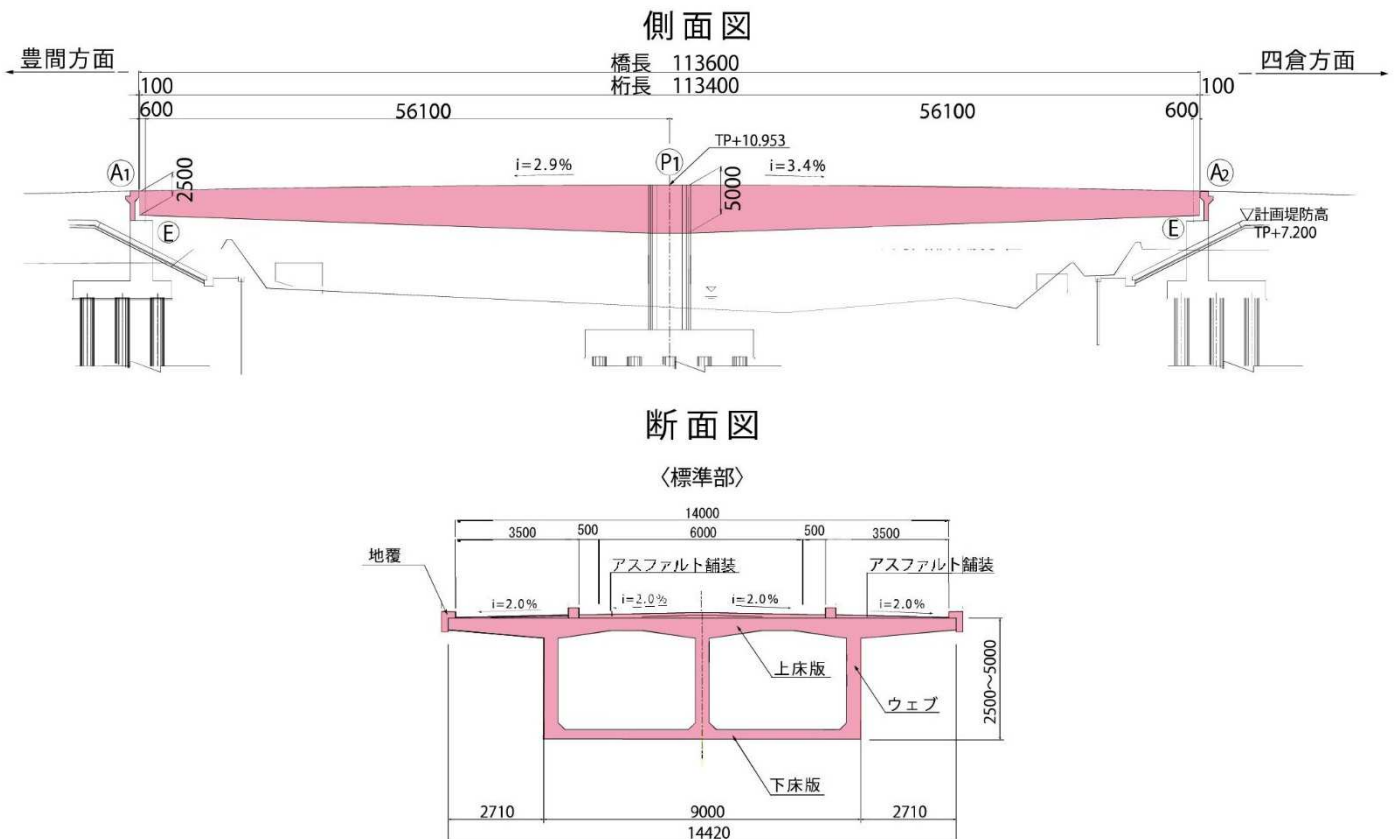 側面図
豊間方面
橋長 113600
四倉方面
100
桁長 113400
100
600
56100
56100
600
TP+10.953
A1
2500
i=2.9%
P1
5000
i=3.4%
A2
E
E
▽計画堤防高
TP+7.200
断面図
〈標準部〉
14000
3500
500
6000
500
3500
地覆
アスファルト舗装
アスファルト舗装
i=2.0%
i=2.0%
i=2.0%
i=2.0%
上床版
ウェブ
2500～5000
下床版
2710
9000
2710
14420